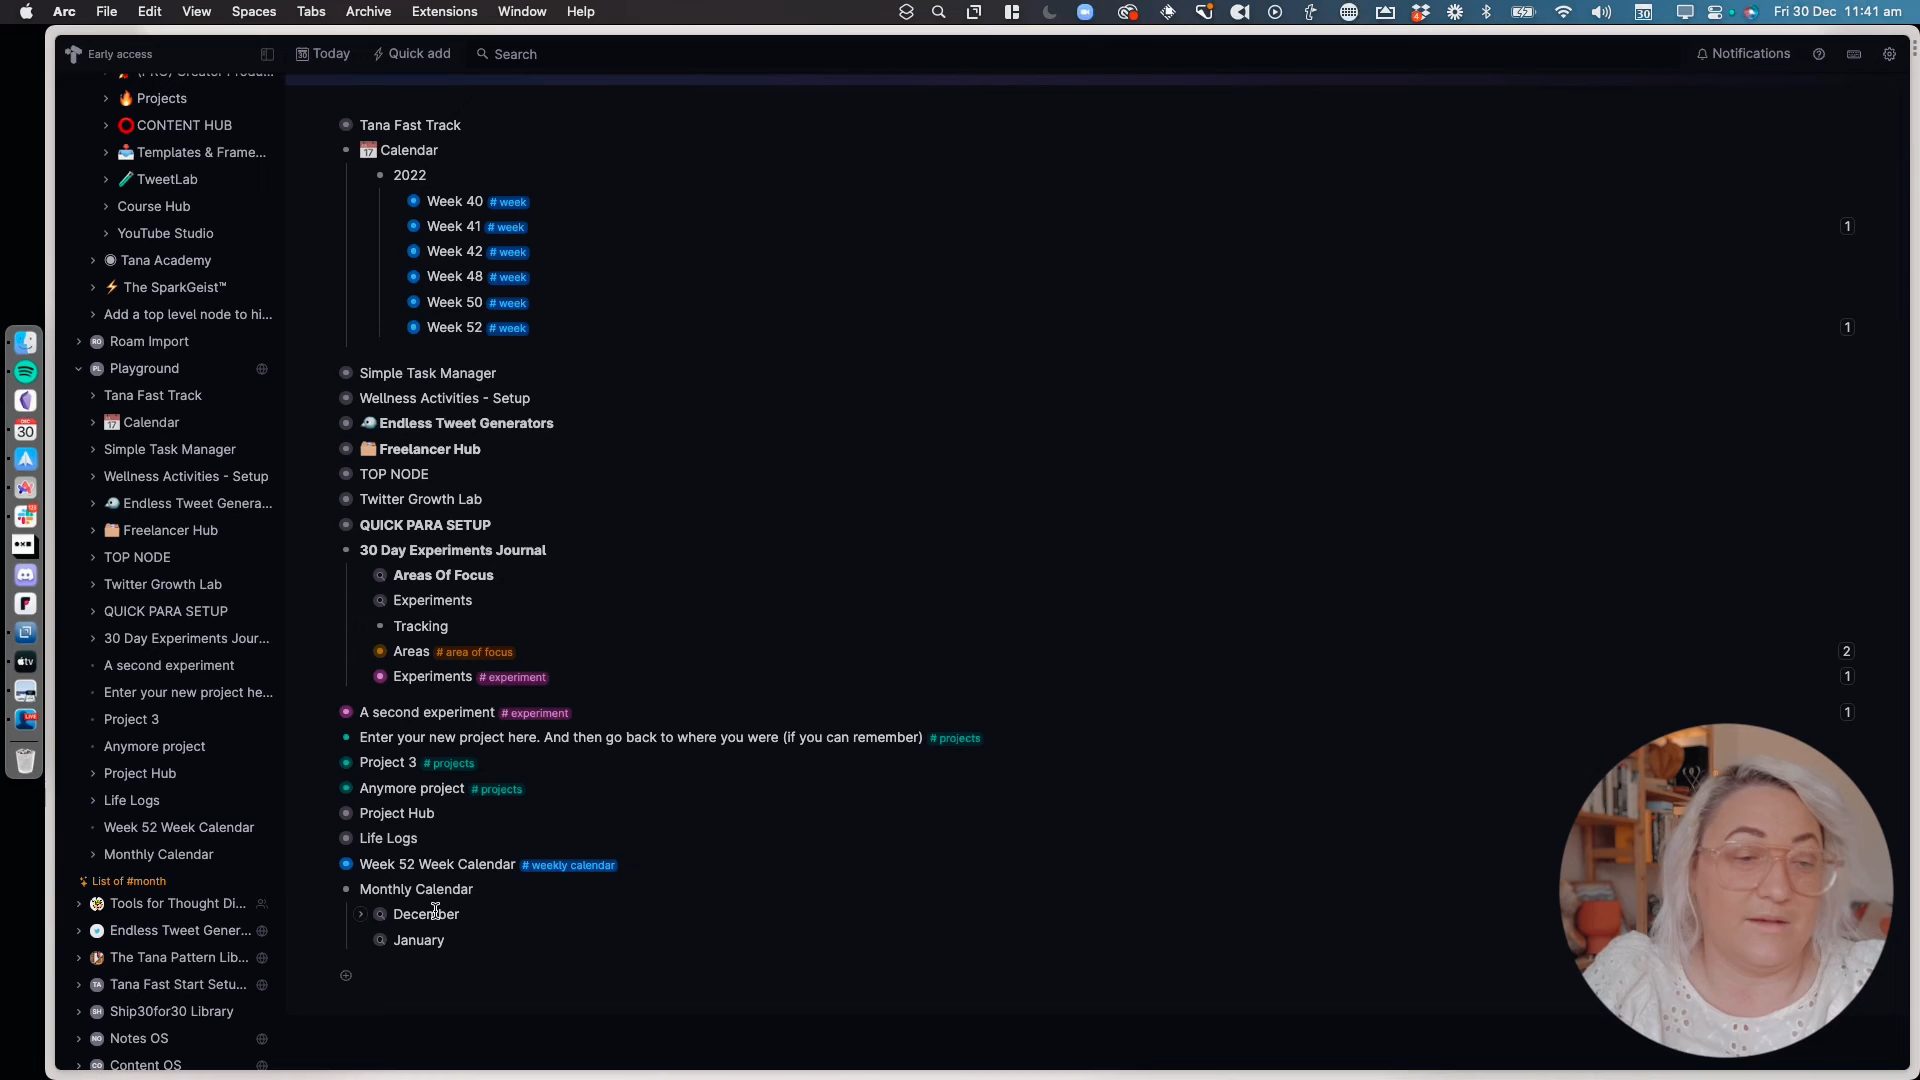 Arc File Edit View Spaces Tabs Archive Extensions Window Help 30 Fri 30 Dec 11:41 am
Early access
Today Quick add Search Notifications
Projects
CONTENT HUB
Templates & Frame...
TweetLab
Course Hub
YouTube Studio
Tana Academy
The SparkGeist™
Add a top level node to hi...
RO Roam Import
PL Playground
Tana Fast Track
Calendar
Simple Task Manager
Wellness Activities - Setup
Endless Tweet Genera...
Freelancer Hub
TOP NODE
Twitter Growth Lab
QUICK PARA SETUP
30 Day Experiments Jour...
A second experiment
Enter your new project he...
Project 3
Anymore project
Project Hub
Life Logs
Week 52 Week Calendar
Monthly Calendar
List of #month
Tools for Thought Di...
Endless Tweet Gener...
The Tana Pattern Lib...
TA Tana Fast Start Setu...
SH Ship30for30 Library
NO Notes OS
CO Content OS
Tana Fast Track
Calendar
2022
Week 40 # week
Week 41 # week 1
Week 42 # week
Week 48 # week
Week 50 # week
Week 52 # week 1
Simple Task Manager
Wellness Activities - Setup
Endless Tweet Generators
Freelancer Hub
TOP NODE
Twitter Growth Lab
QUICK PARA SETUP
30 Day Experiments Journal
Areas Of Focus
Experiments
Tracking
Areas # area of focus 2
Experiments # experiment 1
A second experiment # experiment 1
Enter your new project here. And then go back to where you were (if you can remember) # projects
Project 3 # projects
Anymore project # projects
Project Hub
Life Logs
Week 52 Week Calendar # weekly calendar
Monthly Calendar
December
January